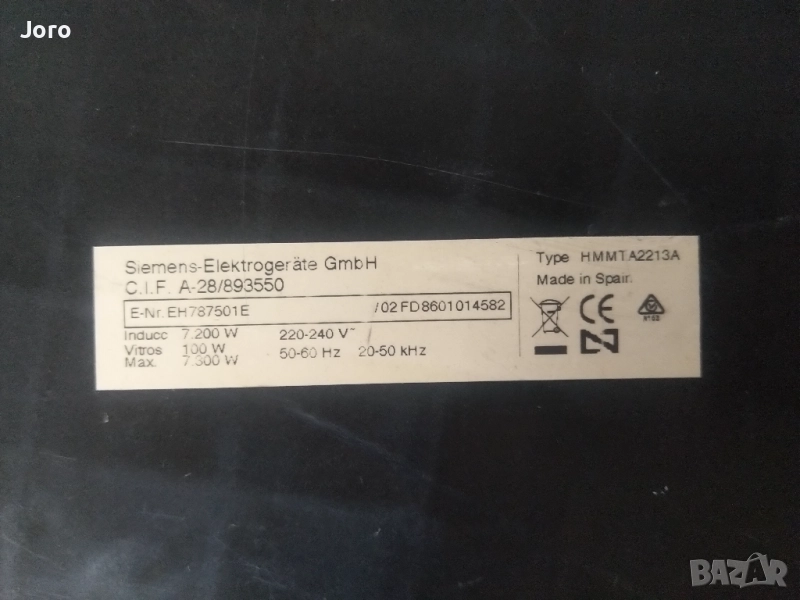 Joro
Siemens-Elektrogeräte GmbH
C.I.F. A-28/893550
E-Nr. EH787501E /02 FD8601014582
Inducc 7.200 W 220-240 V~
Vitros 100 W 50-60 Hz 20-50 kHz
Max. 7.300 W
Type HMMTA2213A
Made in Spain
CE
N
BAZAR